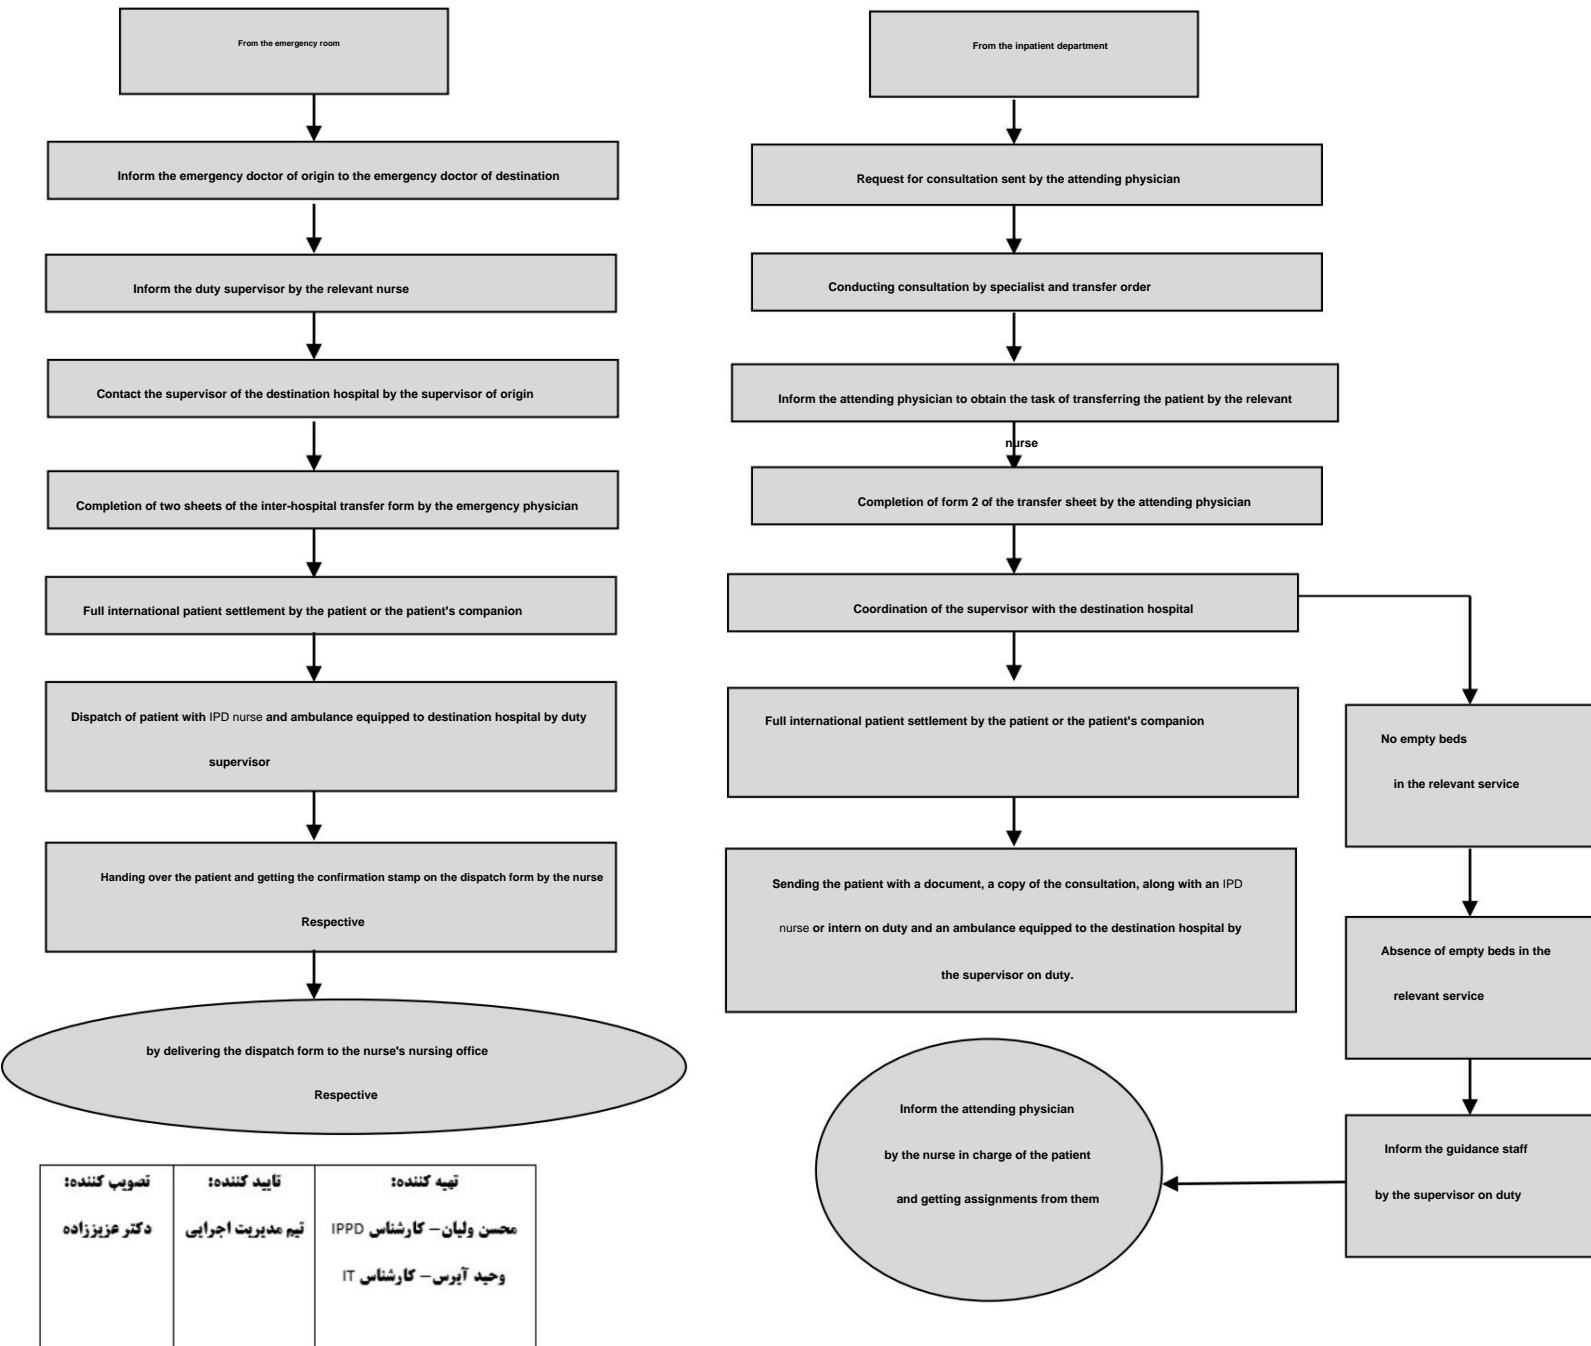 From the emergency room
Inform the emergency doctor of origin to the emergency doctor of destination
Inform the duty supervisor by the relevant nurse
Contact the supervisor of the destination hospital by the supervisor of origin
Completion of two sheets of the inter-hospital transfer form by the emergency physician
Full international patient settlement by the patient or the patient's companion
Dispatch of patient with IPD nurse and ambulance equipped to destination hospital by duty
supervisor
Handing over the patient and getting the confirmation stamp on the dispatch form by the nurse
Respective
by delivering the dispatch form to the nurse's nursing office
Respective
From the inpatient department
Request for consultation sent by the attending physician
Conducting consultation by specialist and transfer order
Inform the attending physician to obtain the task of transferring the patient by the relevant
nurse
Completion of form 2 of the transfer sheet by the attending physician
Coordination of the supervisor with the destination hospital
Full international patient settlement by the patient or the patient's companion
Sending the patient with a document, a copy of the consultation, along with an IPD
nurse or intern on duty and an ambulance equipped to the destination hospital by
the supervisor on duty.
No empty beds
in the relevant service
Absence of empty beds in the
relevant service
Inform the guidance staff
by the supervisor on duty
Inform the attending physician
by the nurse in charge of the patient
and getting assignments from them
تهیه کننده:
محسن ولیان– کارشناس IPPD
وحید آیرس– کارشناس IT
تایید کننده:
تیم مدیریت اجرایی
تصویب کننده:
دکتر عزیززاده